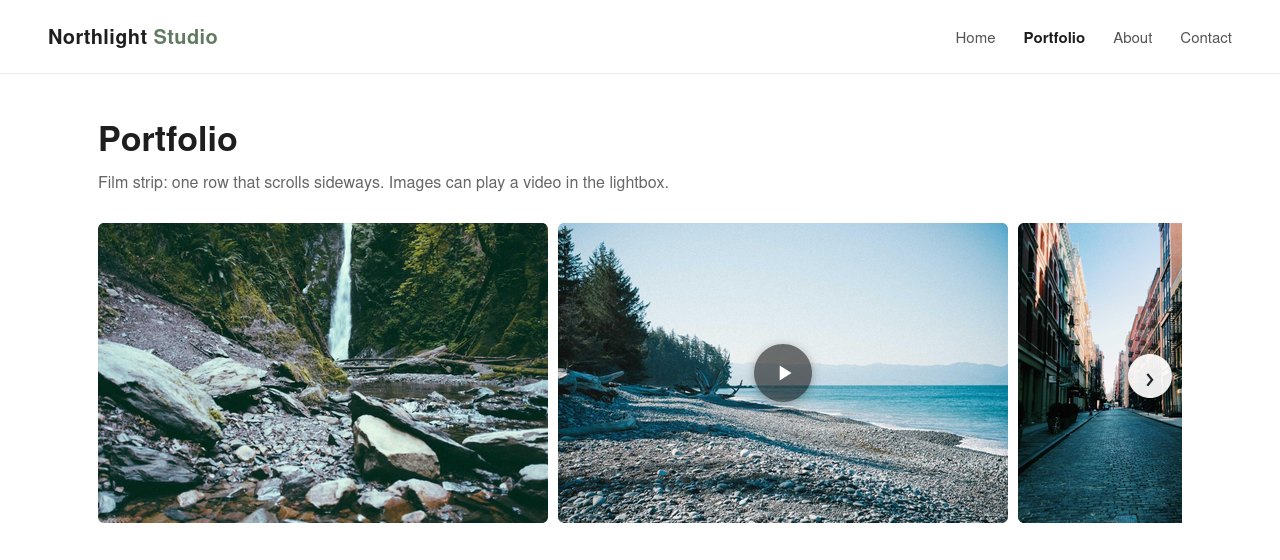 Northlight Studio
Home Portfolio About Contact
Portfolio
Film strip: one row that scrolls sideways. Images can play a video in the lightbox.